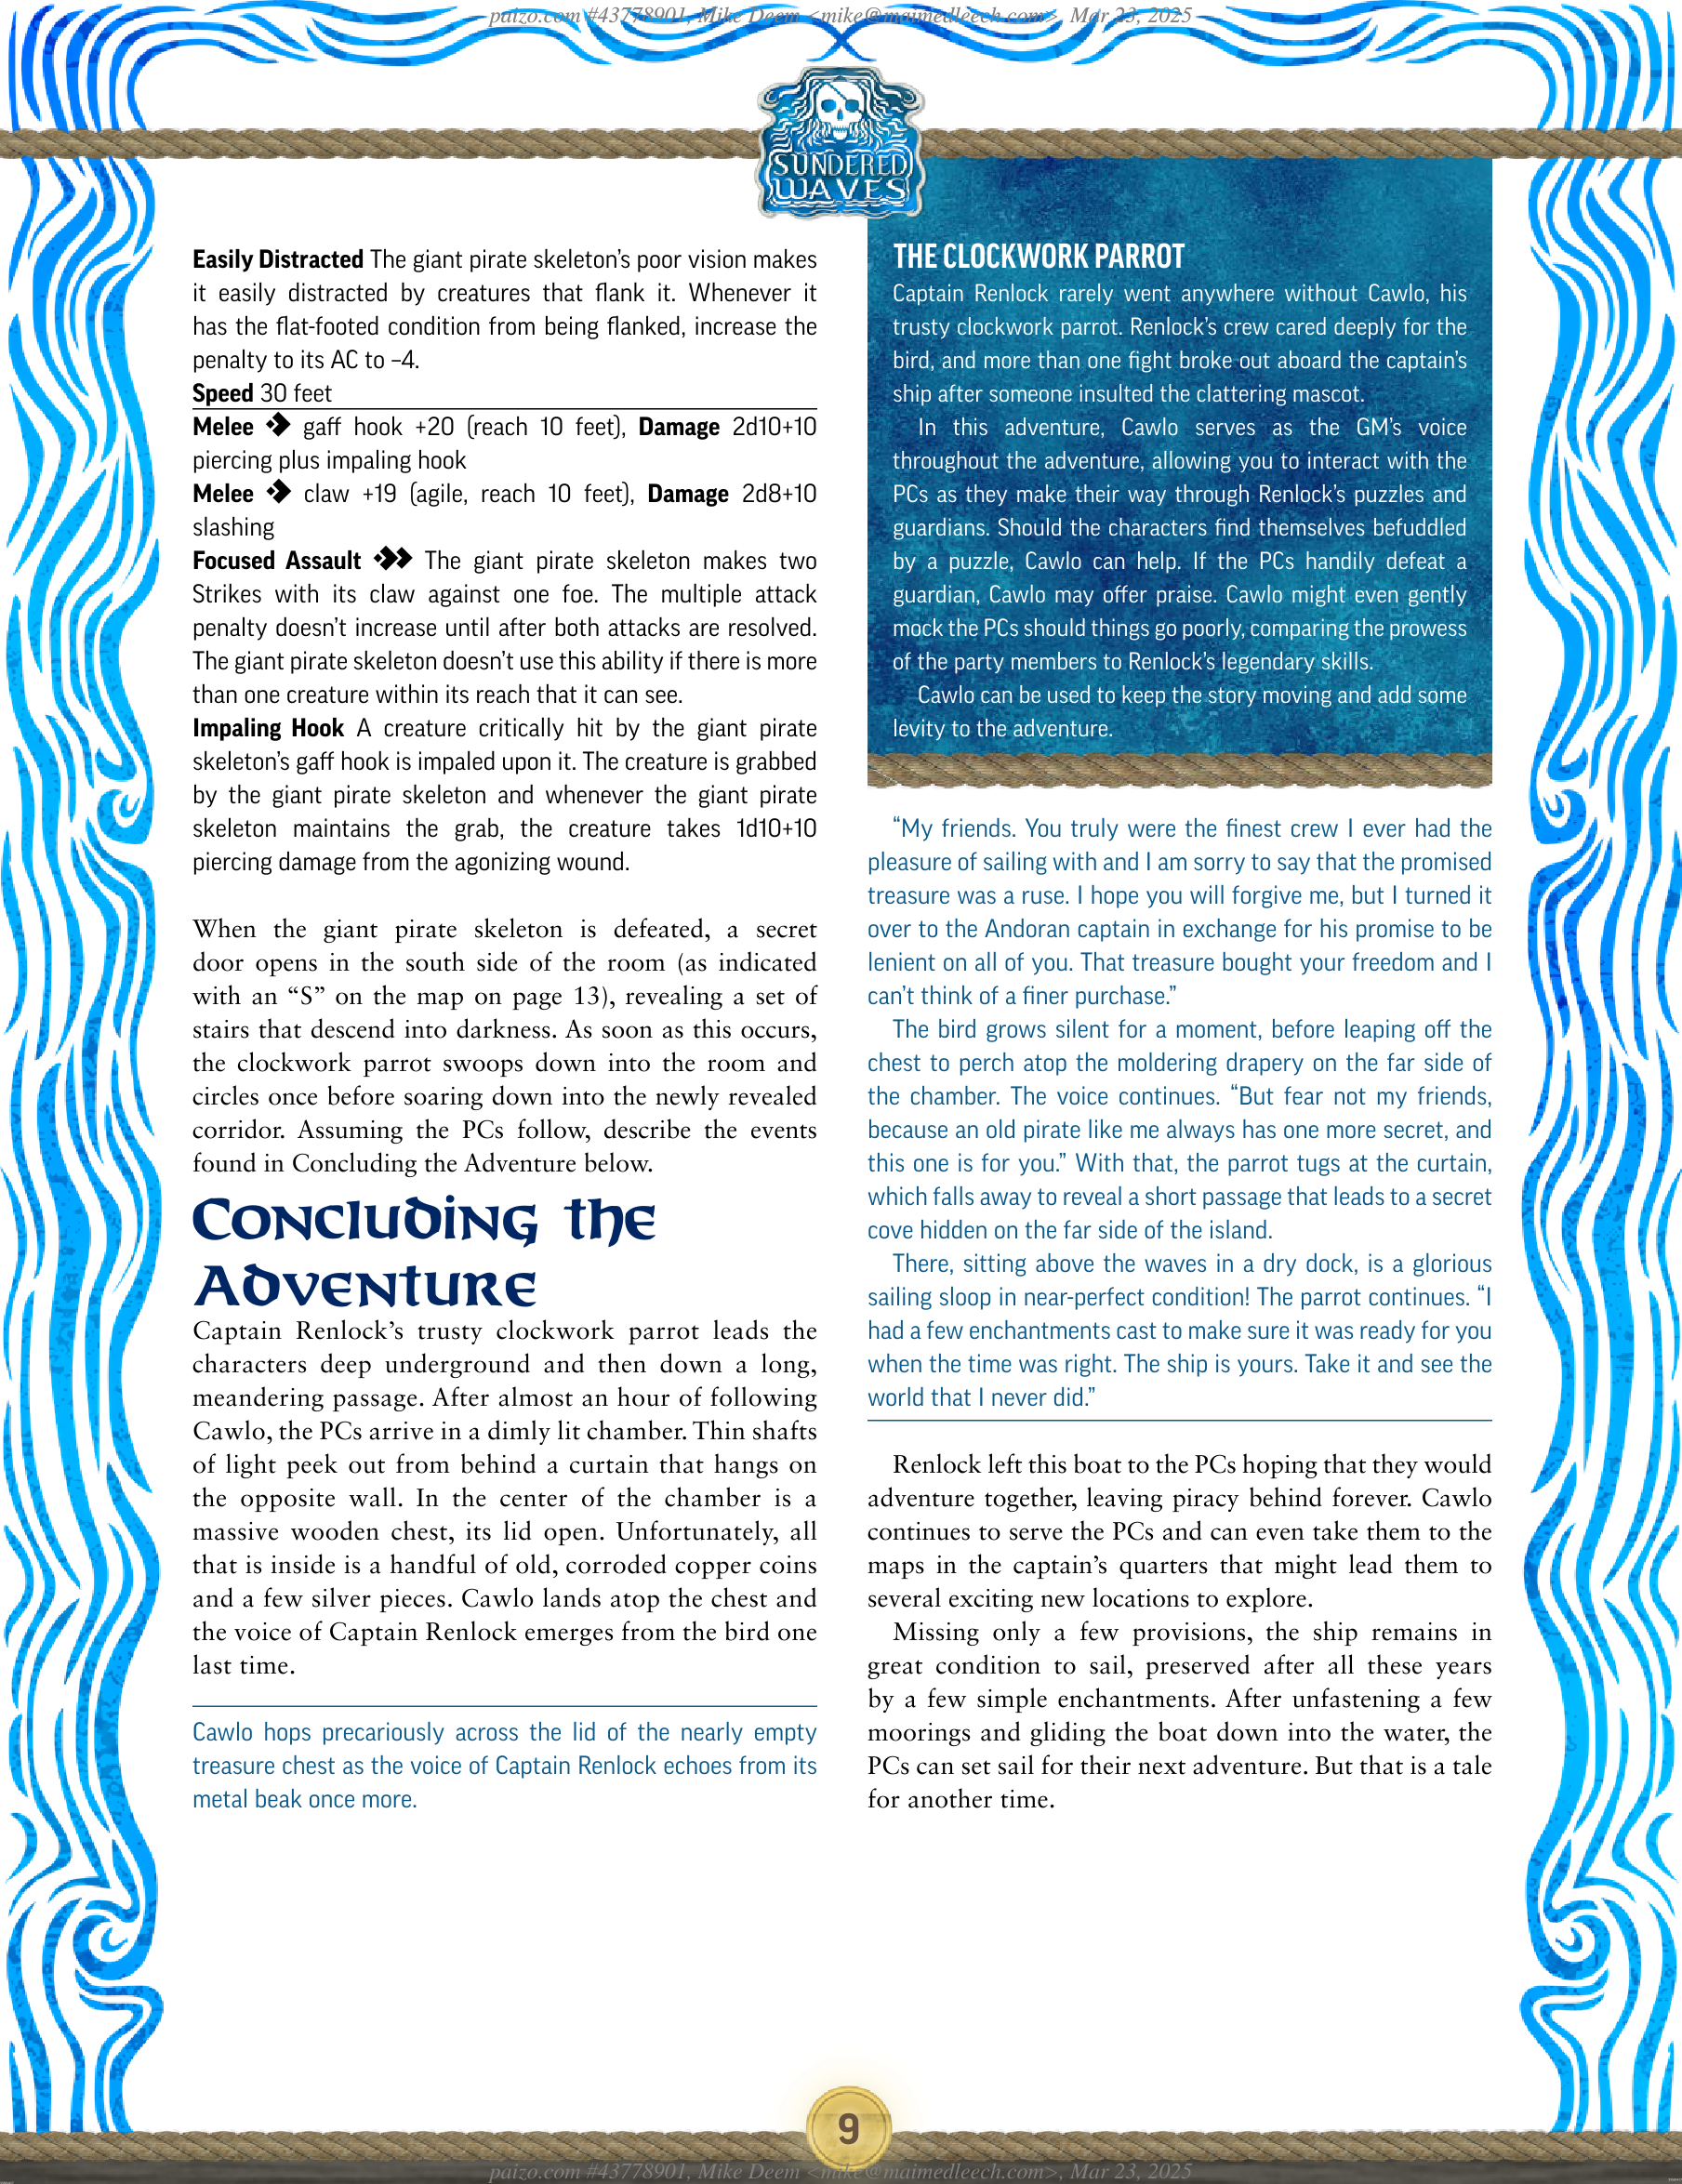 paizo.com #43778901, Mike Deem <mike@maimedleech.com>, Mar 23, 2025
SUNDERED
WAVES
Easily Distracted The giant pirate skeleton's poor vision makes
it easily distracted by creatures that flank it. Whenever it
has the flat-footed condition from being flanked, increase the
penalty to its AC to –4.
Speed 30 feet
Melee gaff hook +20 (reach 10 feet), Damage 2d10+10
piercing plus impaling hook
Melee claw +19 (agile, reach 10 feet), Damage 2d8+10
slashing
Focused Assault The giant pirate skeleton makes two
Strikes with its claw against one foe. The multiple attack
penalty doesn't increase until after both attacks are resolved.
The giant pirate skeleton doesn't use this ability if there is more
than one creature within its reach that it can see.
Impaling Hook A creature critically hit by the giant pirate
skeleton's gaff hook is impaled upon it. The creature is grabbed
by the giant pirate skeleton and whenever the giant pirate
skeleton maintains the grab, the creature takes 1d10+10
piercing damage from the agonizing wound.
When the giant pirate skeleton is defeated, a secret
door opens in the south side of the room (as indicated
with an “S” on the map on page 13), revealing a set of
stairs that descend into darkness. As soon as this occurs,
the clockwork parrot swoops down into the room and
circles once before soaring down into the newly revealed
corridor. Assuming the PCs follow, describe the events
found in Concluding the Adventure below.
Concluding the
Adventure
Captain Renlock's trusty clockwork parrot leads the
characters deep underground and then down a long,
meandering passage. After almost an hour of following
Cawlo, the PCs arrive in a dimly lit chamber. Thin shafts
of light peek out from behind a curtain that hangs on
the opposite wall. In the center of the chamber is a
massive wooden chest, its lid open. Unfortunately, all
that is inside is a handful of old, corroded copper coins
and a few silver pieces. Cawlo lands atop the chest and
the voice of Captain Renlock emerges from the bird one
last time.
Cawlo hops precariously across the lid of the nearly empty
treasure chest as the voice of Captain Renlock echoes from its
metal beak once more.
THE CLOCKWORK PARROT
Captain Renlock rarely went anywhere without Cawlo, his
trusty clockwork parrot. Renlock's crew cared deeply for the
bird, and more than one fight broke out aboard the captain's
ship after someone insulted the clattering mascot.
In this adventure, Cawlo serves as the GM's voice
throughout the adventure, allowing you to interact with the
PCs as they make their way through Renlock's puzzles and
guardians. Should the characters find themselves befuddled
by a puzzle, Cawlo can help. If the PCs handily defeat a
guardian, Cawlo may offer praise. Cawlo might even gently
mock the PCs should things go poorly, comparing the prowess
of the party members to Renlock's legendary skills.
Cawlo can be used to keep the story moving and add some
levity to the adventure.
“My friends. You truly were the finest crew I ever had the
pleasure of sailing with and I am sorry to say that the promised
treasure was a ruse. I hope you will forgive me, but I turned it
over to the Andoran captain in exchange for his promise to be
lenient on all of you. That treasure bought your freedom and I
can't think of a finer purchase.”
The bird grows silent for a moment, before leaping off the
chest to perch atop the moldering drapery on the far side of
the chamber. The voice continues. “But fear not my friends,
because an old pirate like me always has one more secret, and
this one is for you.” With that, the parrot tugs at the curtain,
which falls away to reveal a short passage that leads to a secret
cove hidden on the far side of the island.
There, sitting above the waves in a dry dock, is a glorious
sailing sloop in near-perfect condition! The parrot continues. “I
had a few enchantments cast to make sure it was ready for you
when the time was right. The ship is yours. Take it and see the
world that I never did.”
Renlock left this boat to the PCs hoping that they would
adventure together, leaving piracy behind forever. Cawlo
continues to serve the PCs and can even take them to the
maps in the captain's quarters that might lead them to
several exciting new locations to explore.
Missing only a few provisions, the ship remains in
great condition to sail, preserved after all these years
by a few simple enchantments. After unfastening a few
moorings and gliding the boat down into the water, the
PCs can set sail for their next adventure. But that is a tale
for another time.
9
paizo.com #43778901, Mike Deem <mike@maimedleech.com>, Mar 23, 2025